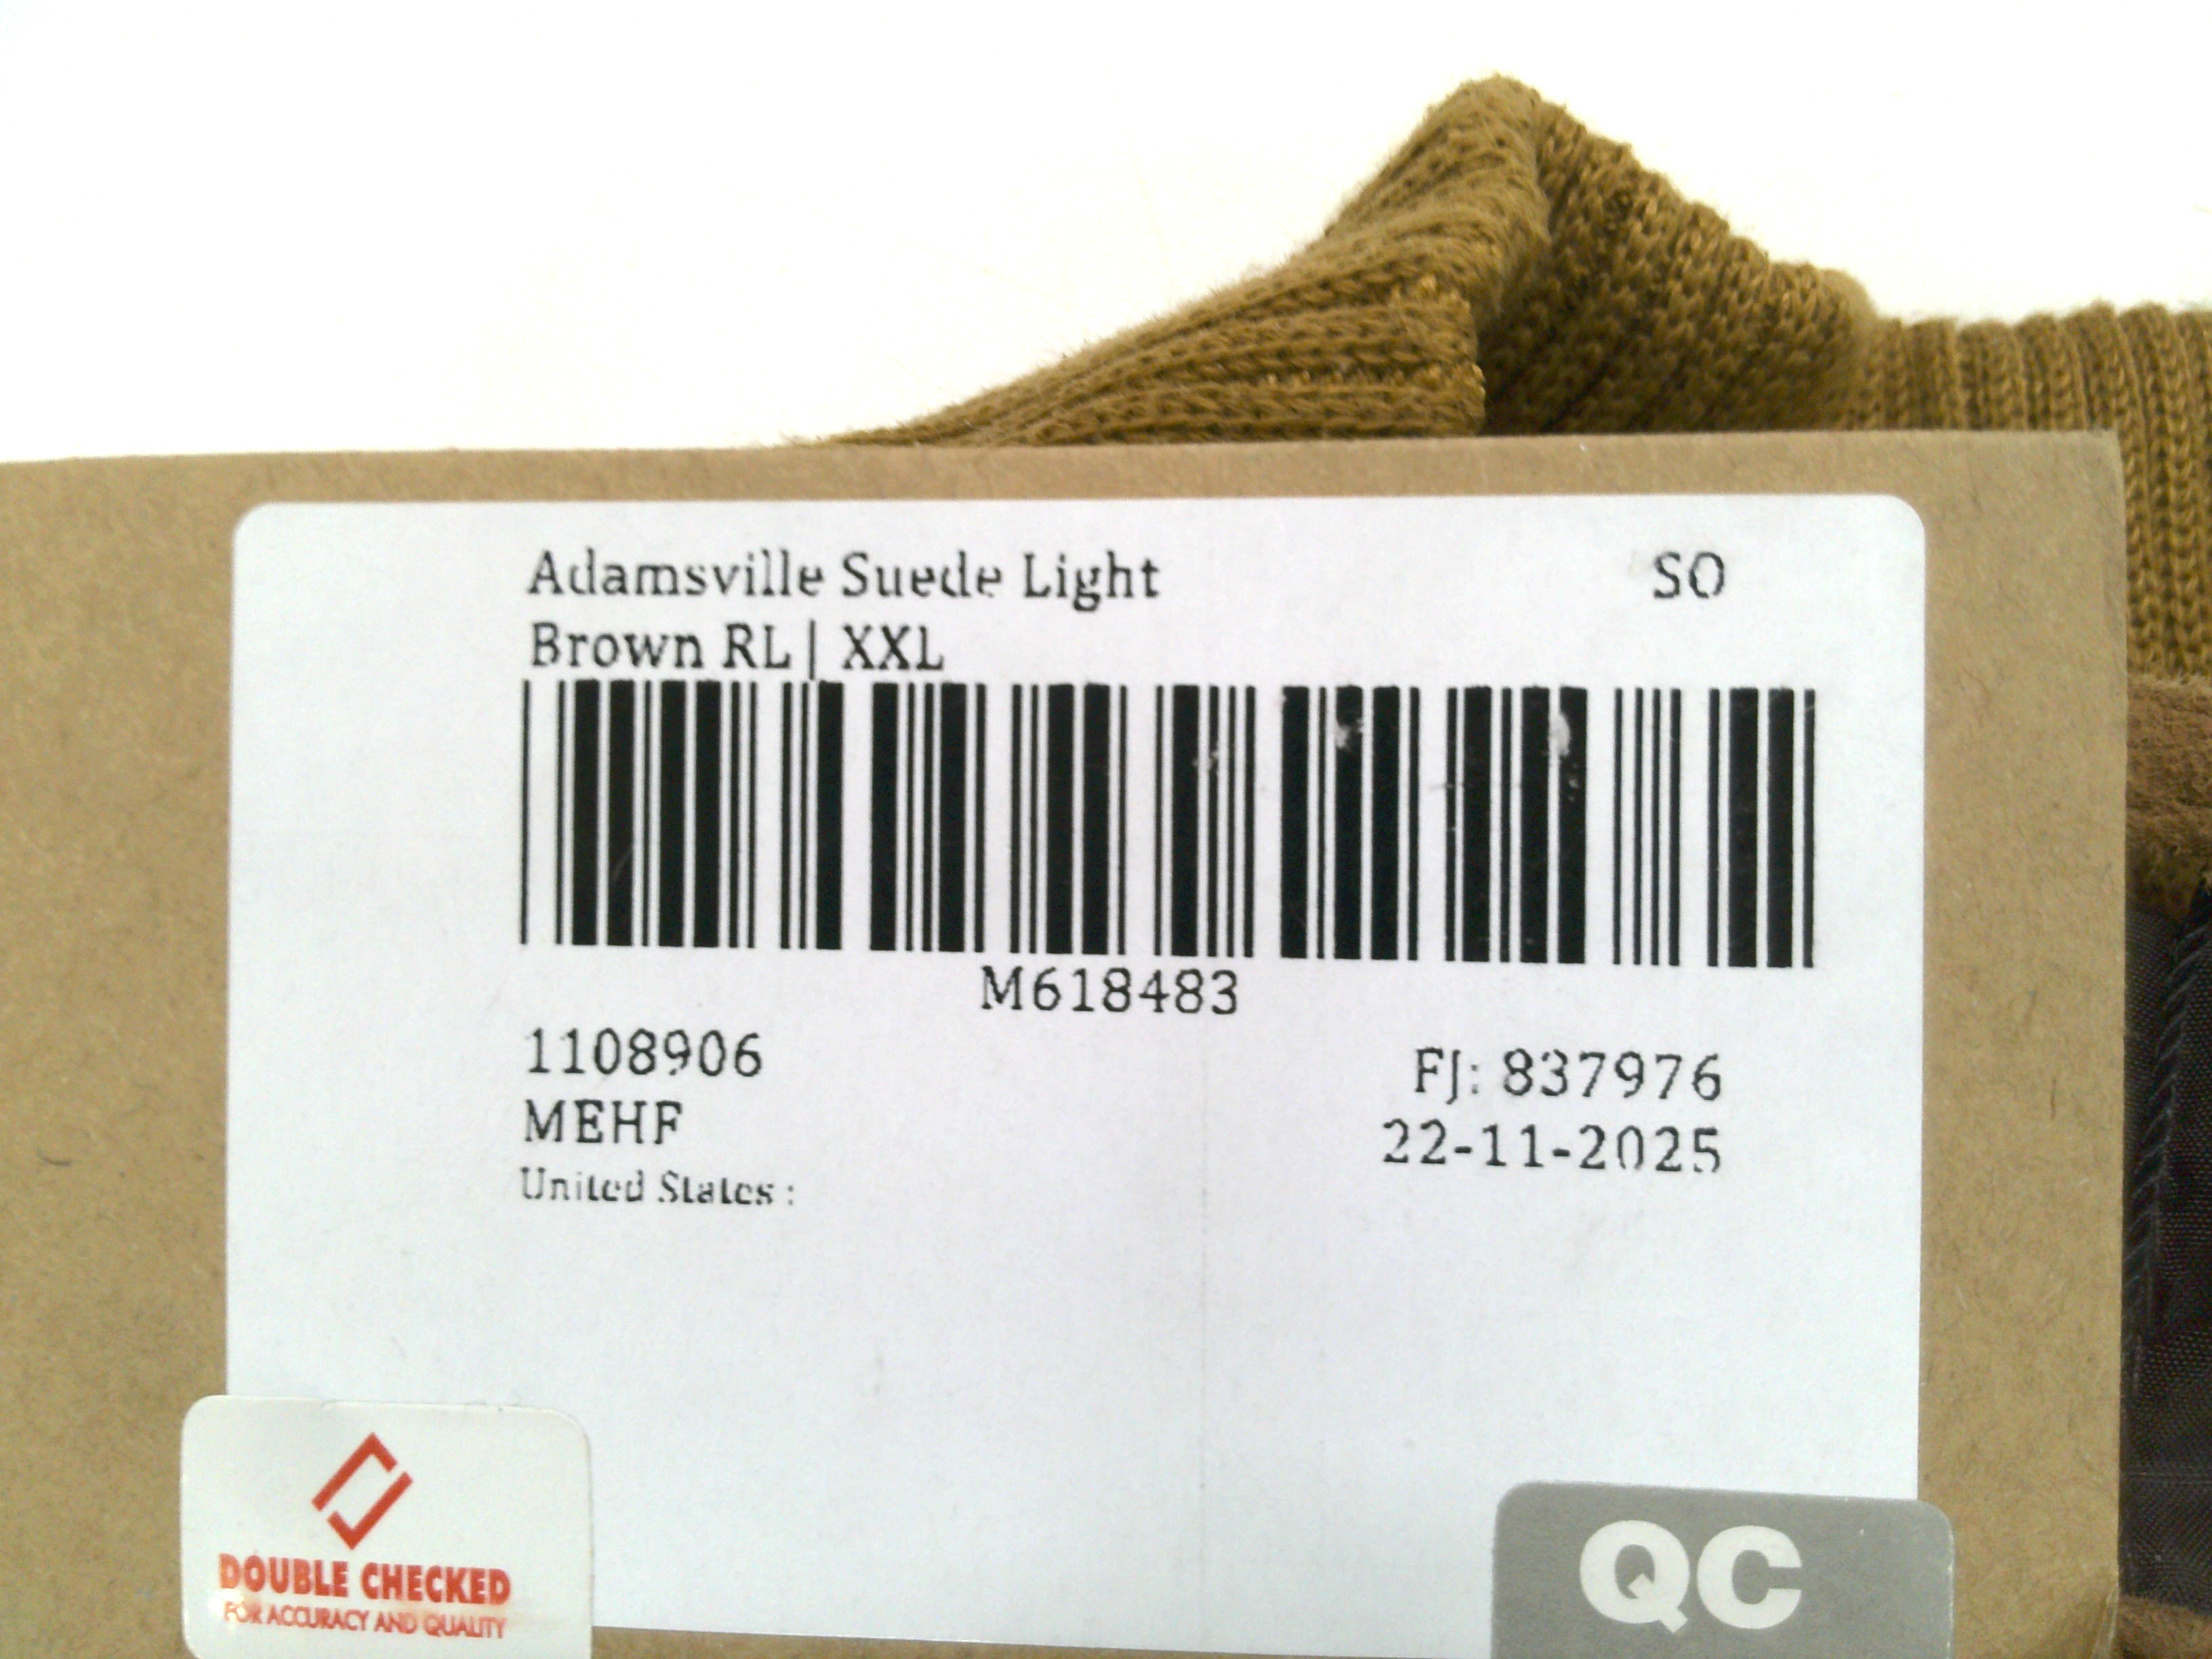 Adamsville Suede Light
Brown RL | XXL
SO
M618483
1108906
MEHF
United States :
FJ: 837976
22-11-2025
DOUBLE CHECKED
FOR ACCURACY AND QUALITY
QC